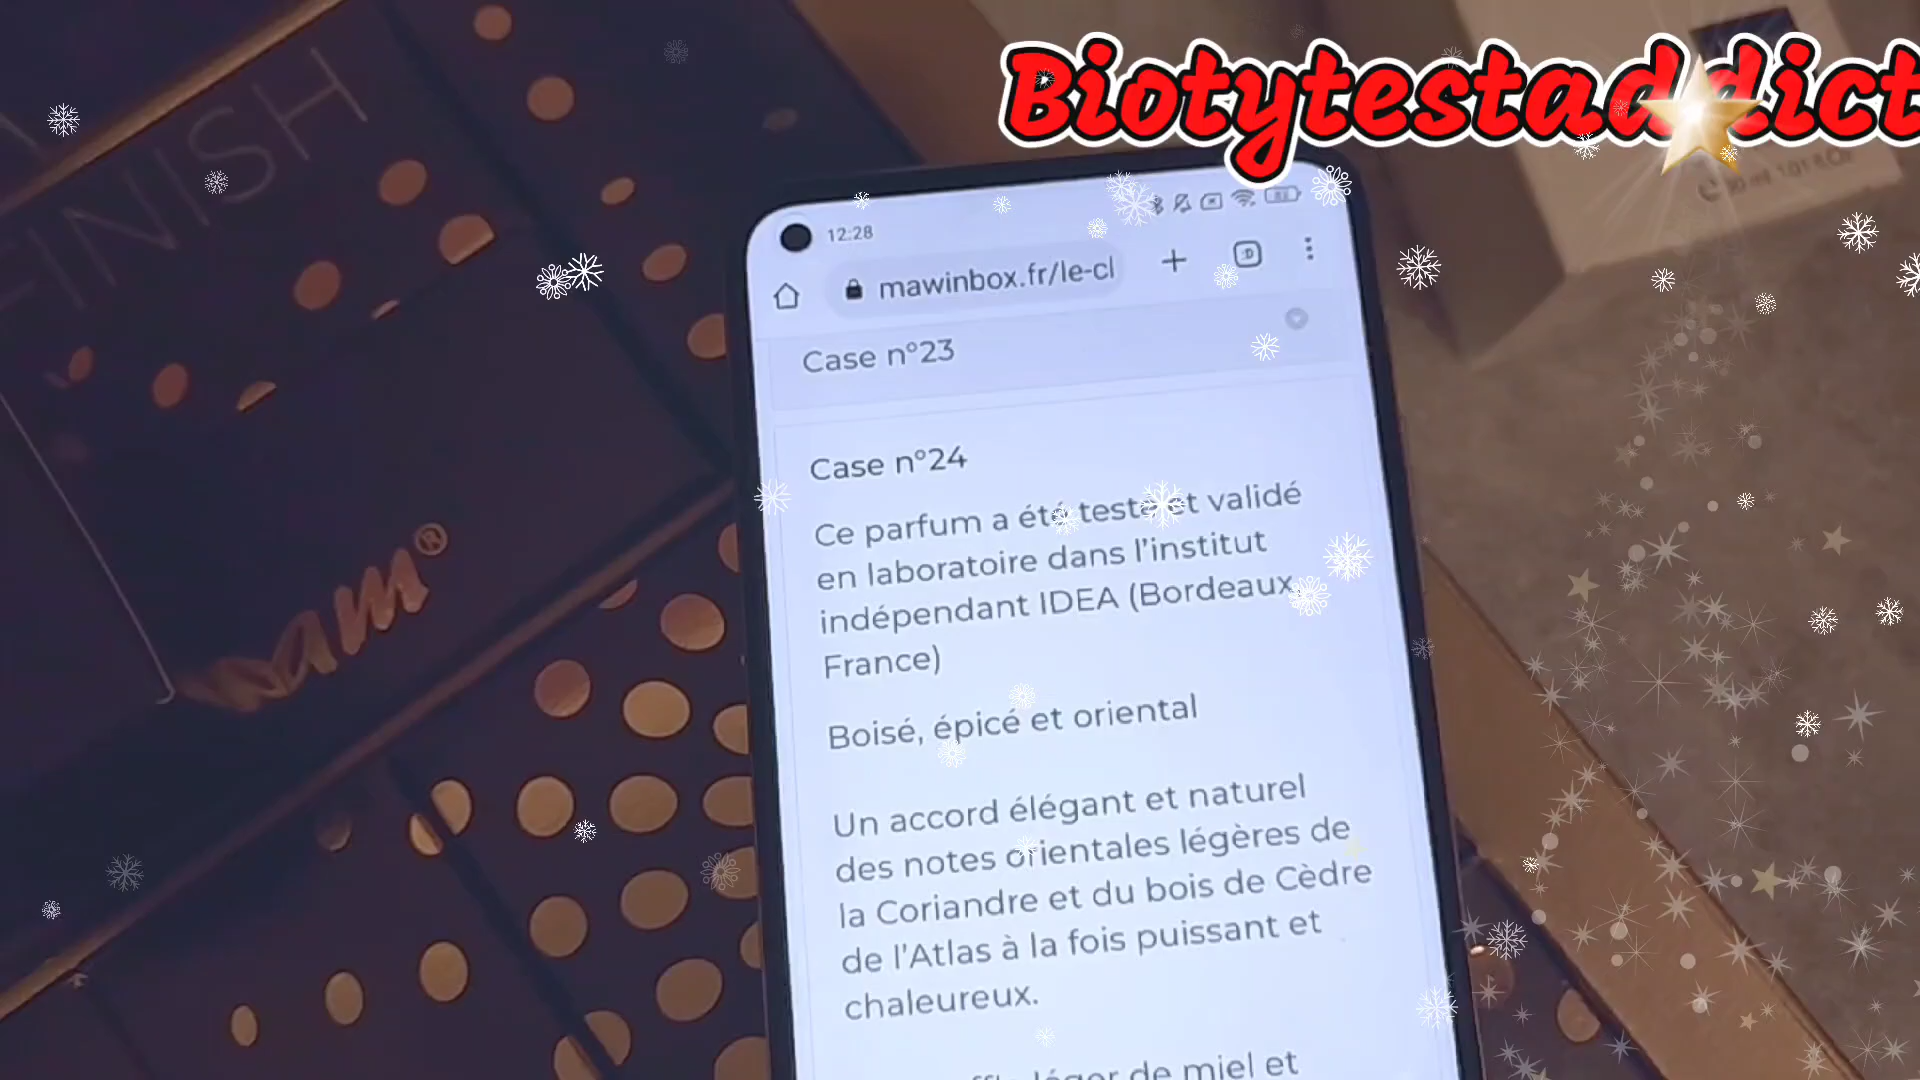 Biotytestaddict
FINISH
12:28
mawinbox.fr/le-cl
Case n°23
Case n°24
Ce parfum a été testé et validé
en laboratoire dans l'institut
indépendant IDEA (Bordeaux,
France)
Boisé, épicé et oriental
Un accord élégant et naturel
des notes orientales légères de
la Coriandre et du bois de Cèdre
de l'Atlas à la fois puissant et
chaleureux.
léger de miel et